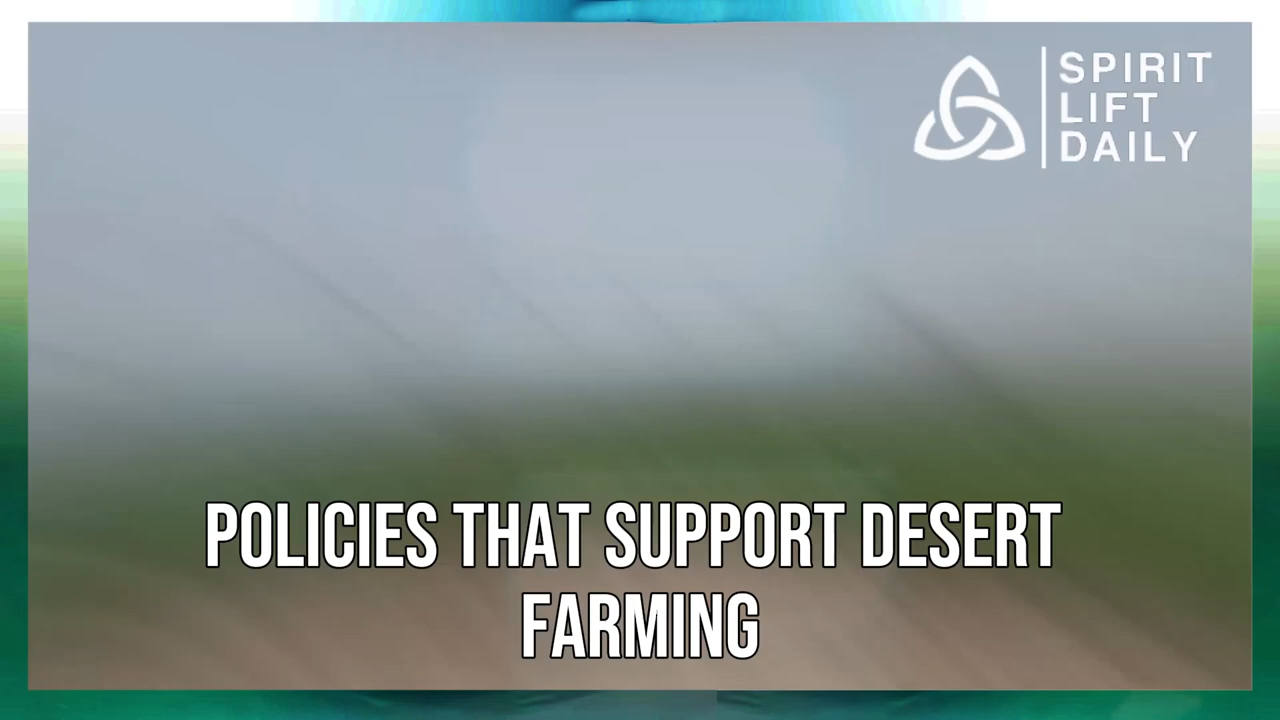 SPIRIT
LIFT
DAILY
POLICIES THAT SUPPORT DESERT
FARMING